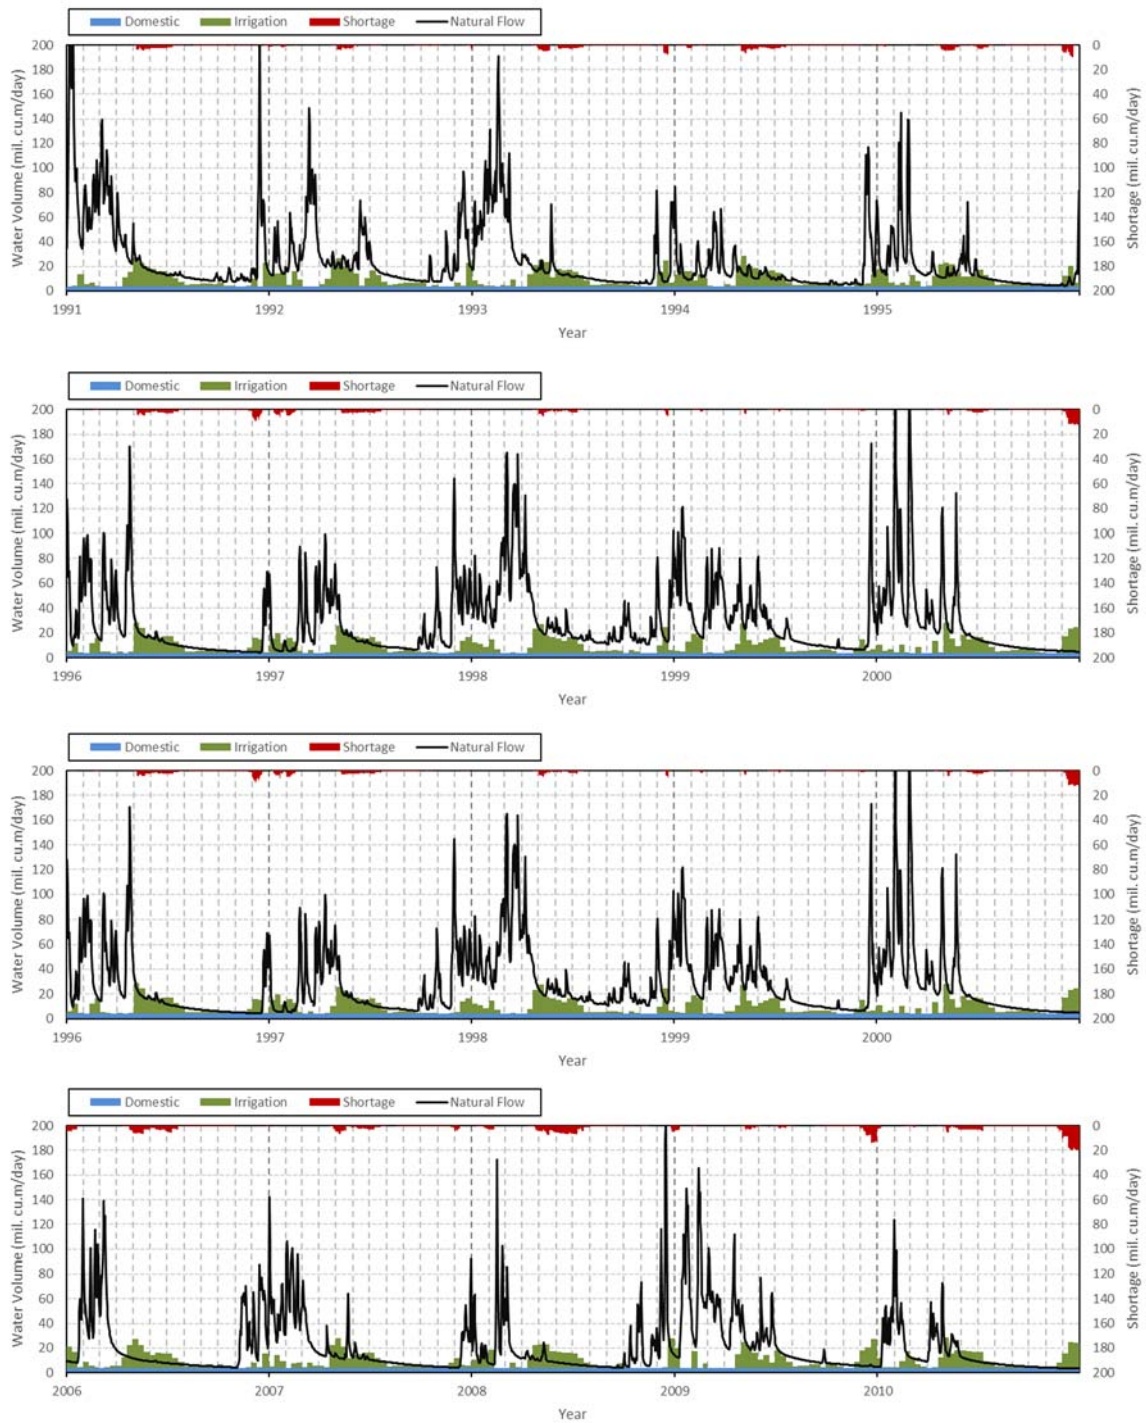 Domestic Irrigation Shortage Natural Flow
200 0
180 20
160 40
140 60
120 80
100 100
80 120
60 140
40 160
20 180
0 200
Water Volume (mil. cu.m/day)
Shortage (mil. cu.m/day)
1991 1992 1993 1994 1995
Year
Domestic Irrigation Shortage Natural Flow
200 0
180 20
160 40
140 60
120 80
100 100
80 120
60 140
40 160
20 180
0 200
Water Volume (mil. cu.m/day)
Shortage (mil. cu.m/day)
1996 1997 1998 1999 2000
Year
Domestic Irrigation Shortage Natural Flow
200 0
180 20
160 40
140 60
120 80
100 100
80 120
60 140
40 160
20 180
0 200
Water Volume (mil. cu.m/day)
Shortage (mil. cu.m/day)
1996 1997 1998 1999 2000
Year
Domestic Irrigation Shortage Natural Flow
200 0
180 20
160 40
140 60
120 80
100 100
80 120
60 140
40 160
20 180
0 200
Water Volume (mil. cu.m/day)
Shortage (mil. cu.m/day)
2006 2007 2008 2009 2010
Year